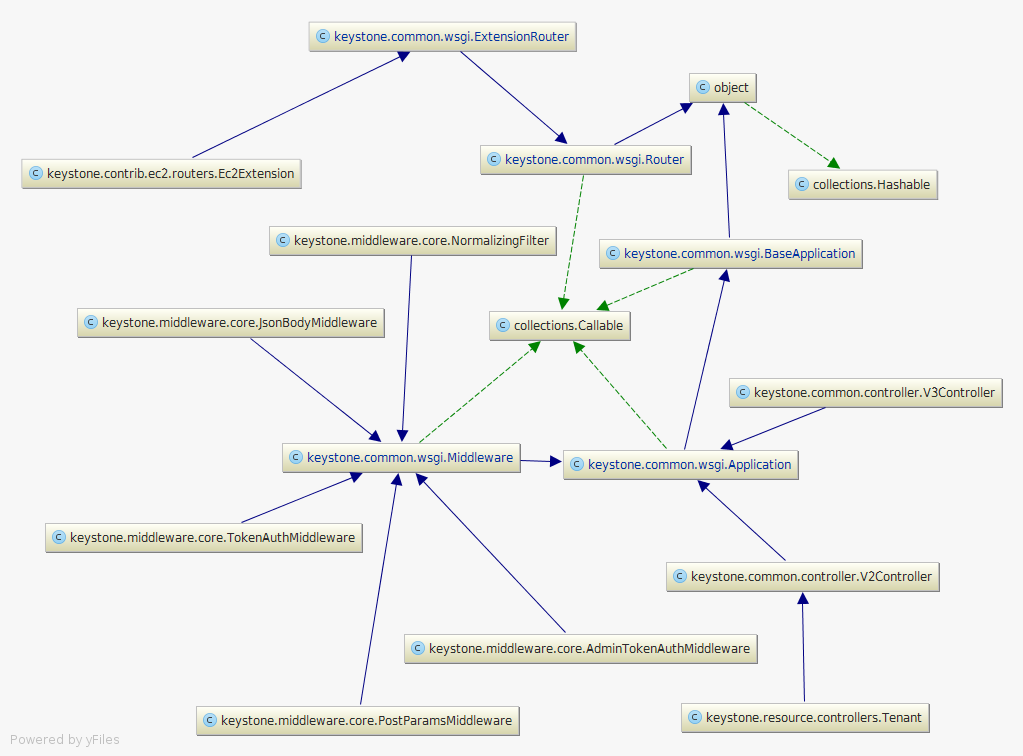 C keystone.common.wsgi.ExtensionRouter
C object
C keystone.common.wsgi.Router
C keystone.contrib.ec2.routers.Ec2Extension
C collections.Hashable
C keystone.middleware.core.NormalizingFilter
C keystone.common.wsgi.BaseApplication
C keystone.middleware.core.JsonBodyMiddleware
C collections.Callable
C keystone.common.controller.V3Controller
C keystone.common.wsgi.Middleware
C keystone.common.wsgi.Application
C keystone.middleware.core.TokenAuthMiddleware
C keystone.common.controller.V2Controller
C keystone.middleware.core.AdminTokenAuthMiddleware
C keystone.middleware.core.PostParamsMiddleware
C keystone.resource.controllers.Tenant
Powered by yFiles